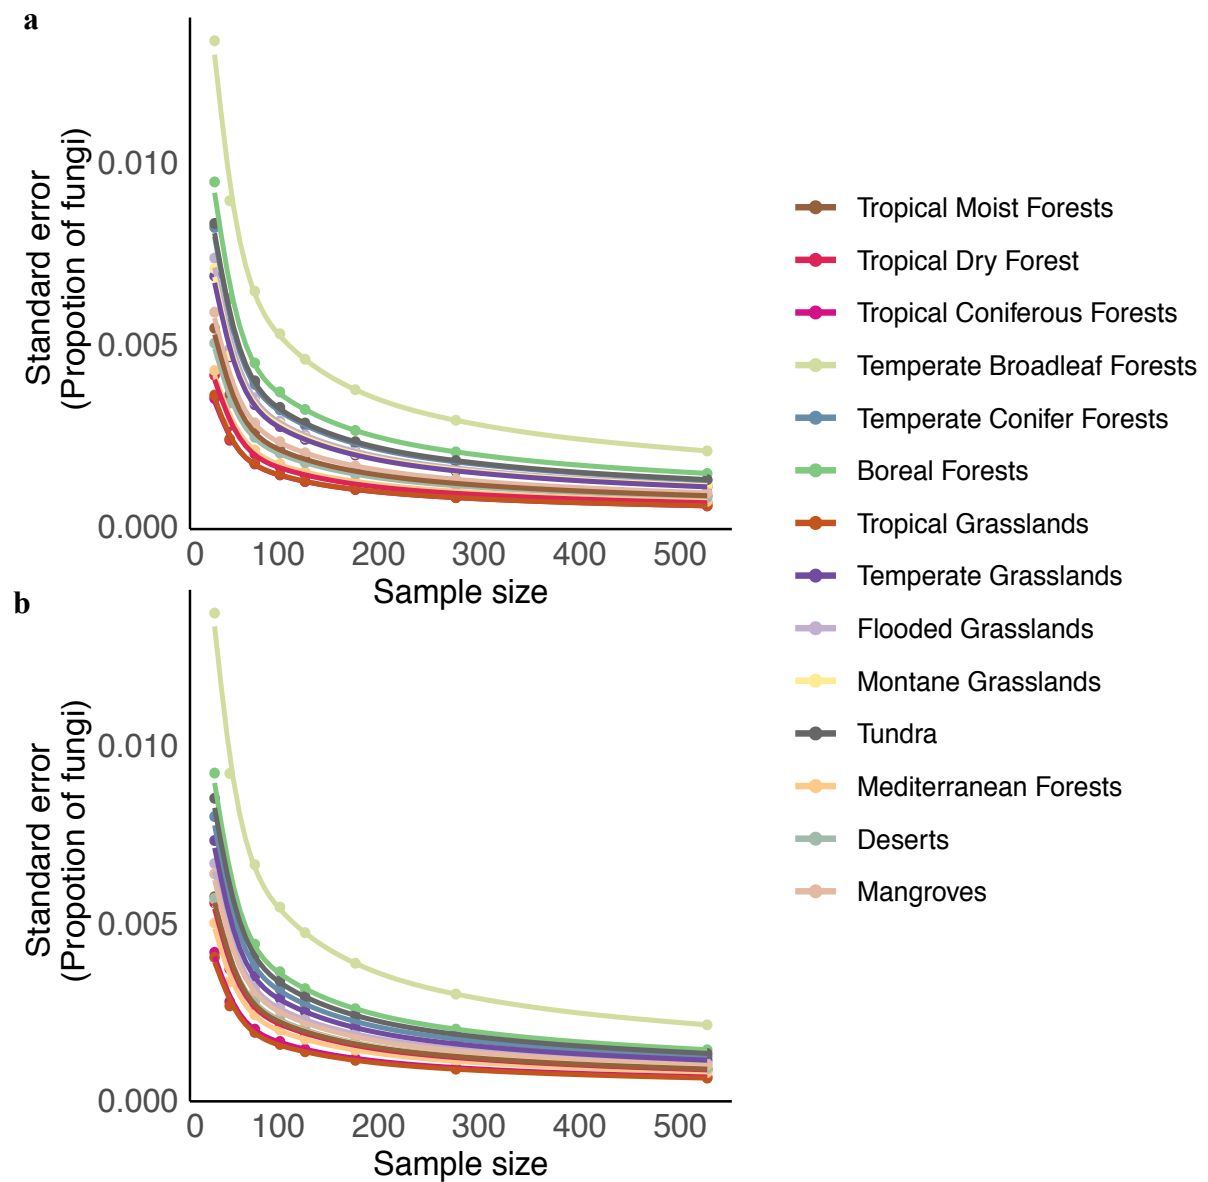 a
Standard error
(Propotion of fungi)
0.010
0.005
0.000
0 100 200 300 400 500
Sample size
b
Standard error
(Propotion of fungi)
0.010
0.005
0.000
0 100 200 300 400 500
Sample size
Tropical Moist Forests
Tropical Dry Forest
Tropical Coniferous Forests
Temperate Broadleaf Forests
Temperate Conifer Forests
Boreal Forests
Tropical Grasslands
Temperate Grasslands
Flooded Grasslands
Montane Grasslands
Tundra
Mediterranean Forests
Deserts
Mangroves